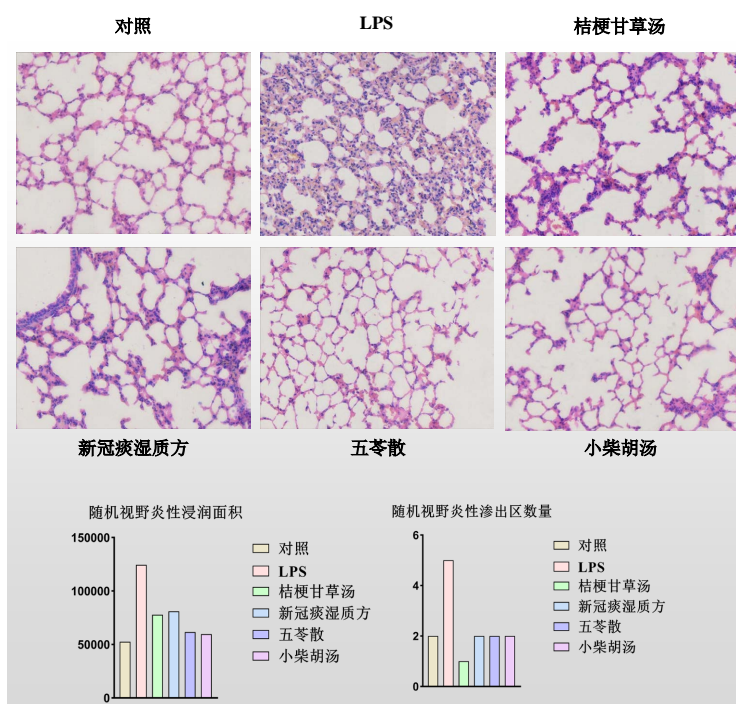 对照
LPS
桔梗甘草汤
新冠痰湿质方
五苓散
小柴胡汤
随机视野炎性浸润面积
150000
100000
50000
0
对照
LPS
桔梗甘草汤
新冠痰湿质方
五苓散
小柴胡汤
随机视野炎性渗出区数量
6
4
2
0
对照
LPS
桔梗甘草汤
新冠痰湿质方
五苓散
小柴胡汤